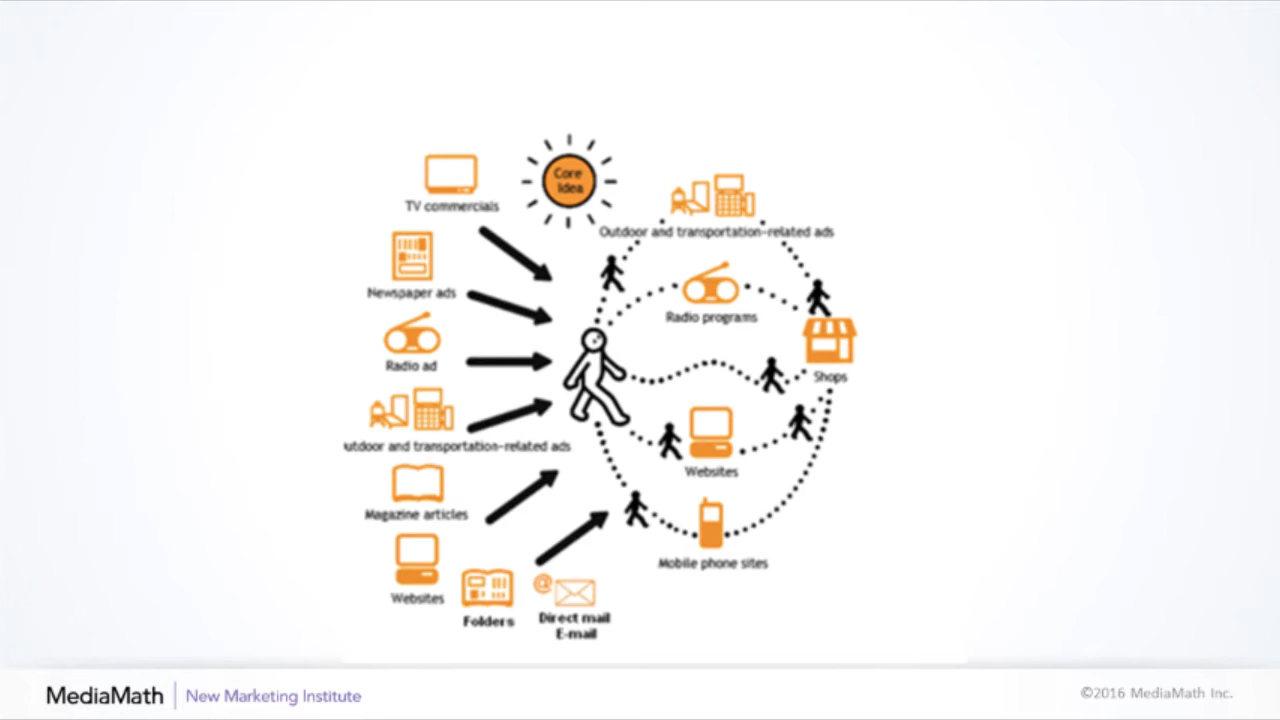 Core
Idea
TV commercials
Outdoor and transportation-related ads
Newspaper ads
Radio programs
Radio ad
Shops
utdoor and transportation-related ads
Websites
Magazine articles
Mobile phone sites
Websites
Folders
@
Direct mail
E-mail
MediaMath
New Marketing Institute
©2016 MediaMath Inc.